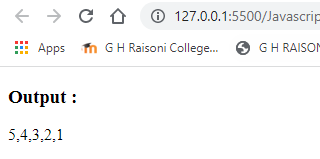 127.0.0.1:5500/Javascrip
Apps G H Raisoni College... G H RAISON
Output :
5,4,3,2,1